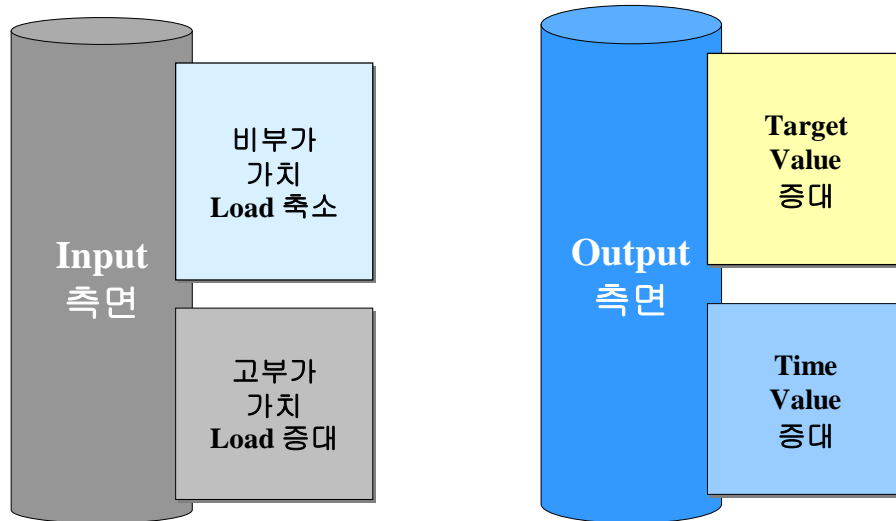 Input
측면
비부가
가치
Load 축소
고부가
가치
Load 증대
Output
측면
Target
Value
증대
Time
Value
증대